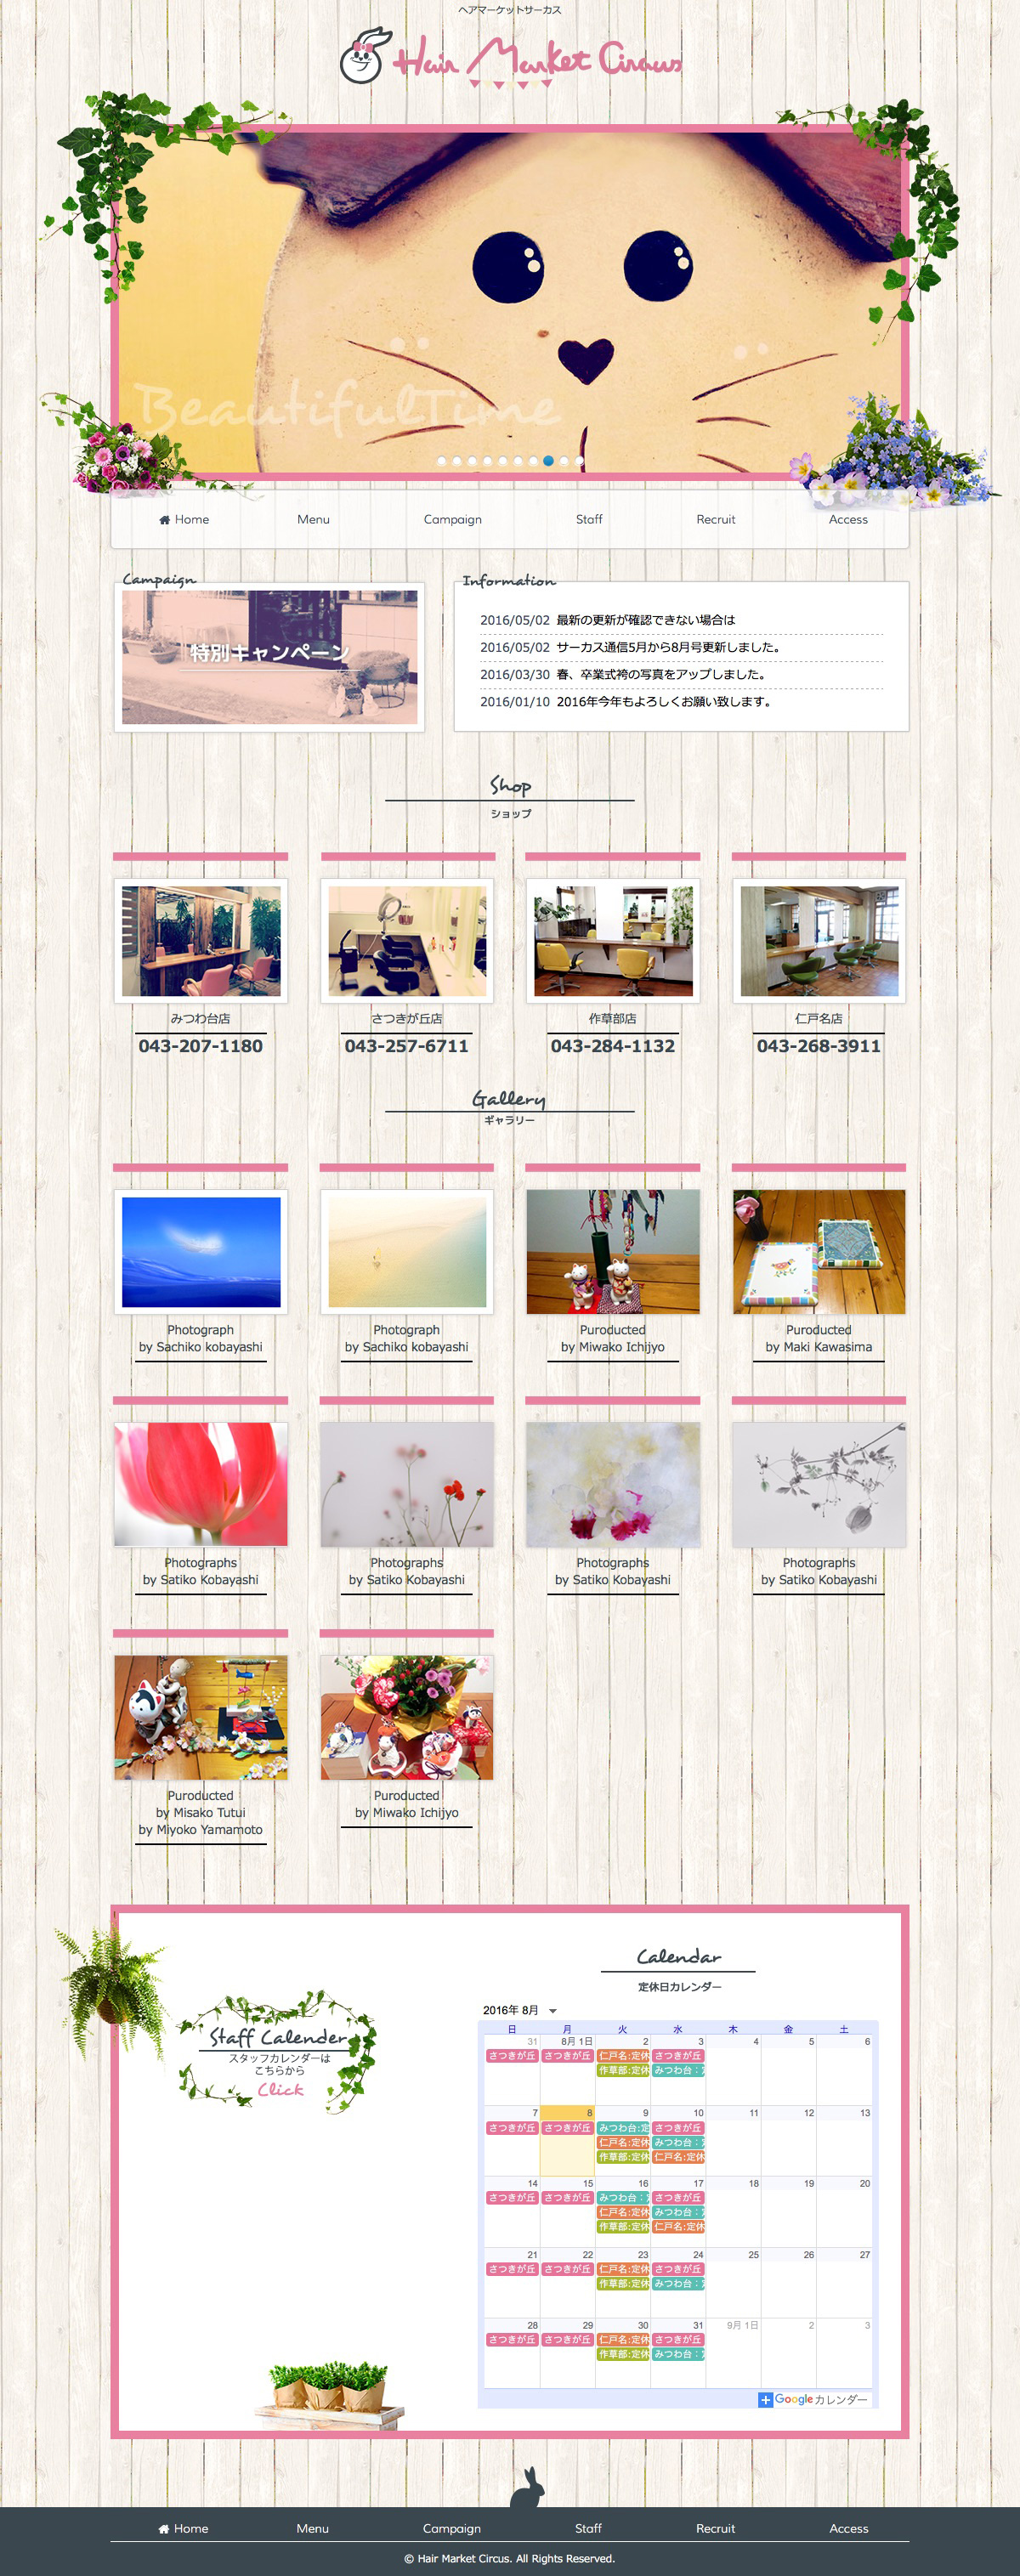 ヘアマーケットサーカス
Hair Market Circus
BeautifulTime
Home Menu Campaign Staff Recruit Access
Campaign
特別キャンペーン
Information
2016/05/02 最新の更新が確認できない場合は
2016/05/02 サーカス通信5月から8月号更新しました。
2016/03/30 春、卒業式袴の写真をアップしました。
2016/01/10 2016年今年もよろしくお願い致します。
Shop
ショップ
みつわ台店 さつきが丘店 作草部店 仁戸名店
043-207-1180 043-257-6711 043-284-1132 043-268-3911
Gallery
ギャラリー
Photograph Photograph Puroducted Puroducted
by Sachiko kobayashi by Sachiko kobayashi by Miwako Ichijyo by Maki Kawasima
Photographs Photographs Photographs Photographs
by Satiko Kobayashi by Satiko Kobayashi by Satiko Kobayashi by Satiko Kobayashi
Puroducted Puroducted
by Misako Tutui by Miwako Ichijyo
by Miyoko Yamamoto
Staff Calender
スタッフカレンダーは
こちらから
Click
Calendar
定休日カレンダー
2016年 8月
日 月 火 水 木 金 土
31 8月 1日 2 3 4 5 6
さつきが丘 さつきが丘 仁戸名:定休 さつきが丘
作草部:定休 みつわ台：定
7 8 9 10 11 12 13
さつきが丘 さつきが丘 みつわ台:定 さつきが丘
仁戸名:定休 みつわ台：定
作草部:定休 仁戸名:定休
14 15 16 17 18 19 20
さつきが丘 さつきが丘 みつわ台：定 さつきが丘
仁戸名:定休 みつわ台：定
作草部:定休 仁戸名:定休
21 22 23 24 25 26 27
さつきが丘 さつきが丘 仁戸名:定休 さつきが丘
作草部:定休 みつわ台：定
28 29 30 31 9月 1日 2 3
さつきが丘 さつきが丘 仁戸名:定休 さつきが丘
作草部:定休 みつわ台：定
Google カレンダー
Home Menu Campaign Staff Recruit Access
© Hair Market Circus. All Rights Reserved.